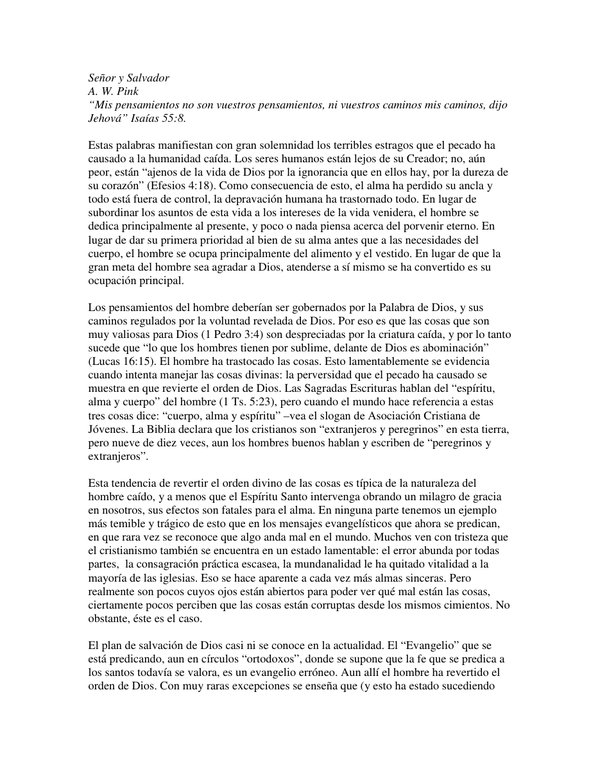 Señor y Salvador
A. W. Pink
“Mis pensamientos no son vuestros pensamientos, ni vuestros caminos mis caminos, dijo
Jehová” Isaías 55:8.
Estas palabras manifiestan con gran solemnidad los terribles estragos que el pecado ha
causado a la humanidad caída. Los seres humanos están lejos de su Creador; no, aún
peor, están “ajenos de la vida de Dios por la ignorancia que en ellos hay, por la dureza de
su corazón” (Efesios 4:18). Como consecuencia de esto, el alma ha perdido su ancla y
todo está fuera de control, la depravación humana ha trastornado todo. En lugar de
subordinar los asuntos de esta vida a los intereses de la vida venidera, el hombre se
dedica principalmente al presente, y poco o nada piensa acerca del porvenir eterno. En
lugar de dar su primera prioridad al bien de su alma antes que a las necesidades del
cuerpo, el hombre se ocupa principalmente del alimento y el vestido. En lugar de que la
gran meta del hombre sea agradar a Dios, atenderse a sí mismo se ha convertido es su
ocupación principal.
Los pensamientos del hombre deberían ser gobernados por la Palabra de Dios, y sus
caminos regulados por la voluntad revelada de Dios. Por eso es que las cosas que son
muy valiosas para Dios (1 Pedro 3:4) son despreciadas por la criatura caída, y por lo tanto
sucede que “lo que los hombres tienen por sublime, delante de Dios es abominación”
(Lucas 16:15). El hombre ha trastocado las cosas. Esto lamentablemente se evidencia
cuando intenta manejar las cosas divinas: la perversidad que el pecado ha causado se
muestra en que revierte el orden de Dios. Las Sagradas Escrituras hablan del “espíritu,
alma y cuerpo” del hombre (1 Ts. 5:23), pero cuando el mundo hace referencia a estas
tres cosas dice: “cuerpo, alma y espíritu” –vea el slogan de Asociación Cristiana de
Jóvenes. La Biblia declara que los cristianos son “extranjeros y peregrinos” en esta tierra,
pero nueve de diez veces, aun los hombres buenos hablan y escriben de “peregrinos y
extranjeros”.
Esta tendencia de revertir el orden divino de las cosas es típica de la naturaleza del
hombre caído, y a menos que el Espíritu Santo intervenga obrando un milagro de gracia
en nosotros, sus efectos son fatales para el alma. En ninguna parte tenemos un ejemplo
más temible y trágico de esto que en los mensajes evangelísticos que ahora se predican,
en que rara vez se reconoce que algo anda mal en el mundo. Muchos ven con tristeza que
el cristianismo también se encuentra en un estado lamentable: el error abunda por todas
partes,  la consagración práctica escasea, la mundanalidad le ha quitado vitalidad a la
mayoría de las iglesias. Eso se hace aparente a cada vez más almas sinceras. Pero
realmente son pocos cuyos ojos están abiertos para poder ver qué mal están las cosas,
ciertamente pocos perciben que las cosas están corruptas desde los mismos cimientos. No
obstante, éste es el caso.
El plan de salvación de Dios casi ni se conoce en la actualidad. El “Evangelio” que se
está predicando, aun en círculos “ortodoxos”, donde se supone que la fe que se predica a
los santos todavía se valora, es un evangelio erróneo. Aun allí el hombre ha revertido el
orden de Dios. Con muy raras excepciones se enseña que (y esto ha estado sucediendo